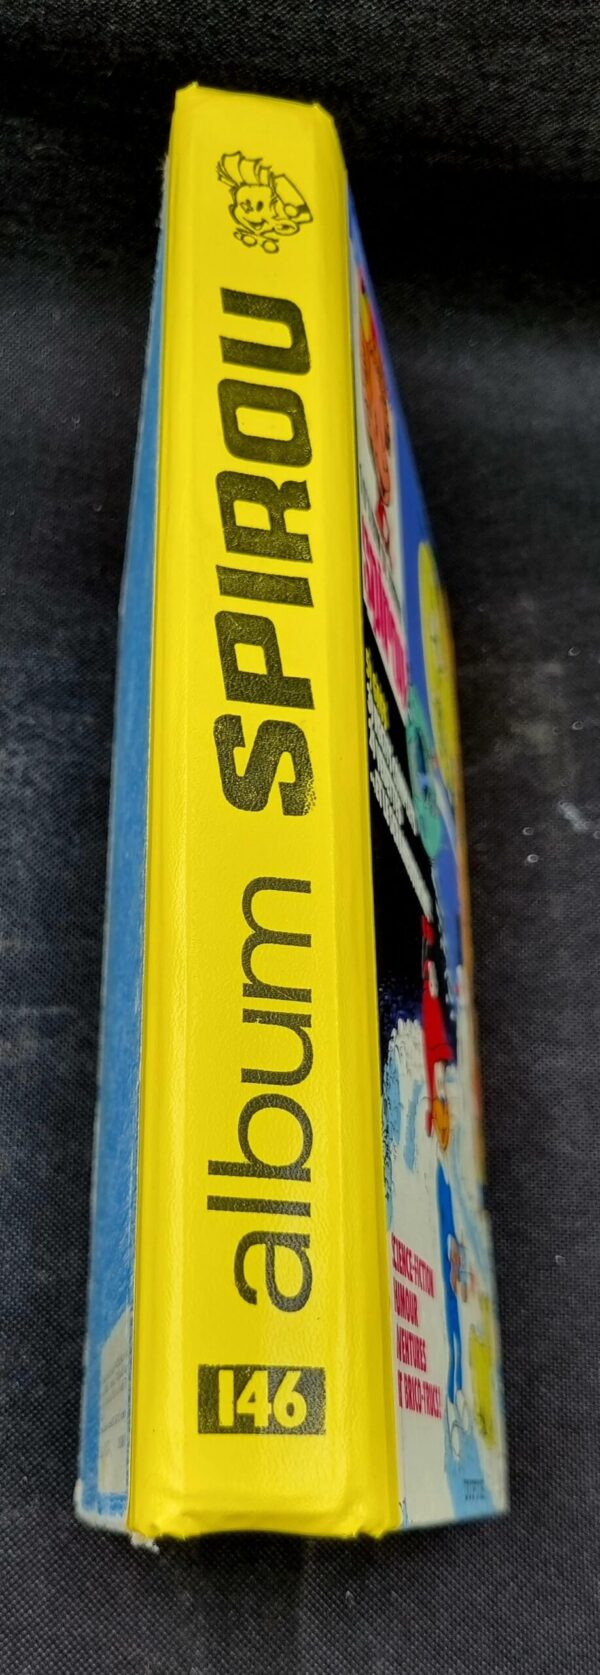 album SPIROU
146
SCIENCE-FICTION
HUMOUR
AVENTURES
ET BRICO-TRUCS!